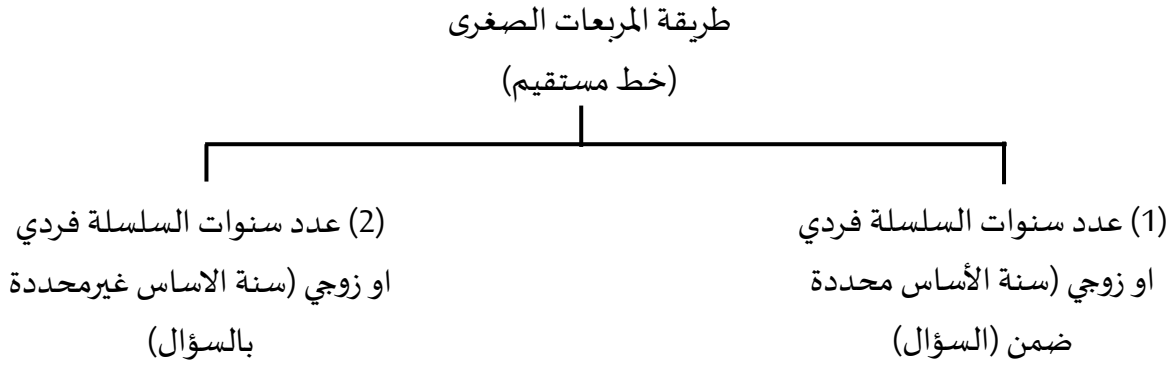 طريقة المربعات الصغرى
(خط مستقيم)
(1) عدد سنوات السلسلة فردي
او زوجي (سنة الأساس محددة
ضمن (السؤال)
(2) عدد سنوات السلسلة فردي
او زوجي (سنة الاساس غيرمحددة
بالسؤال)